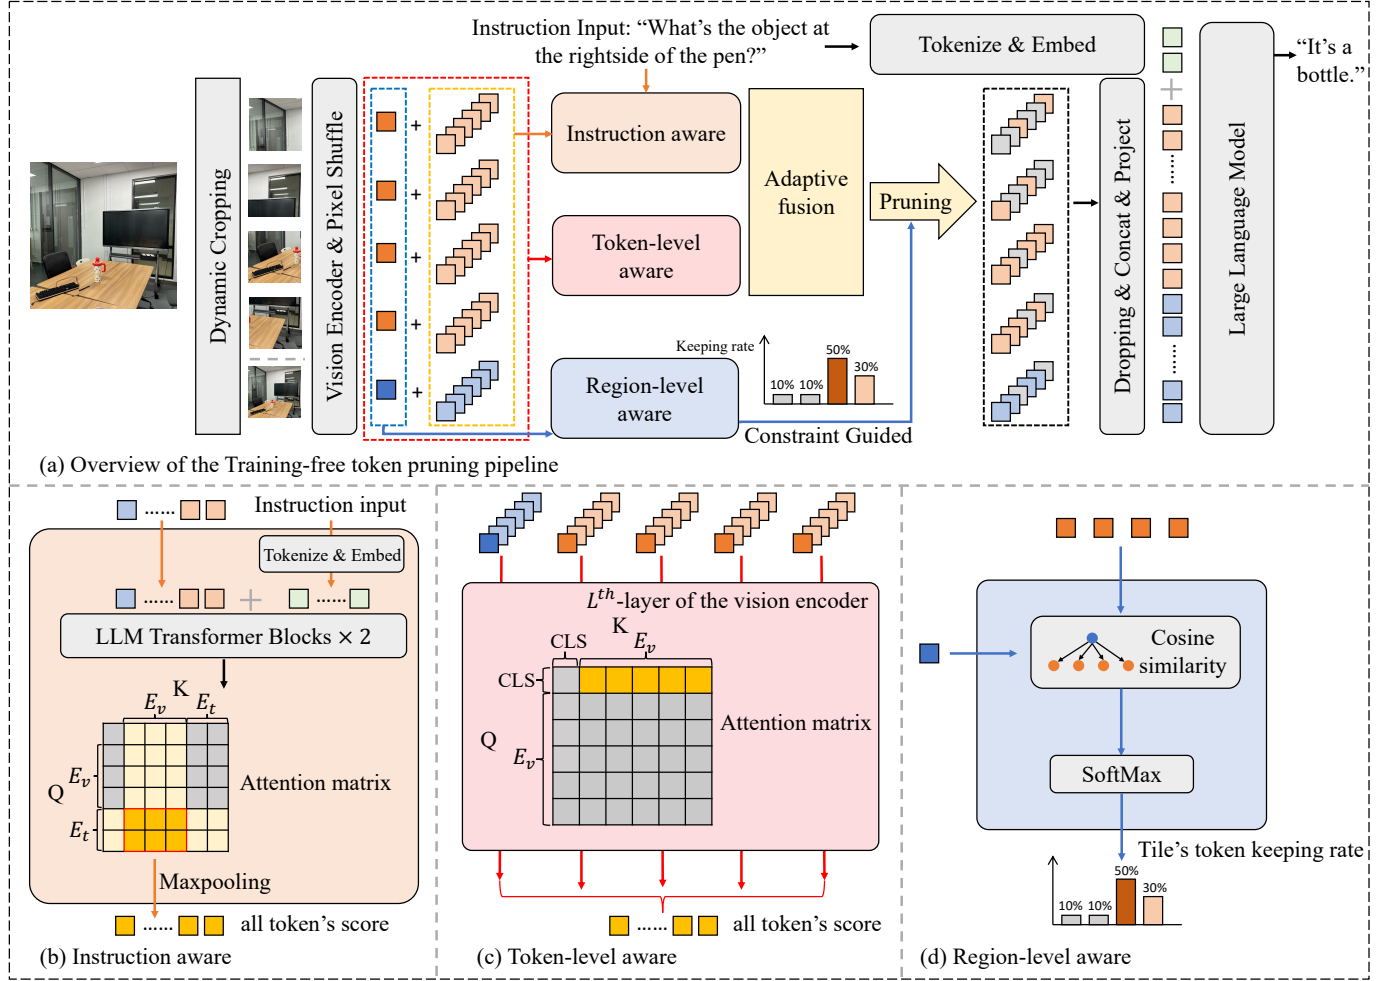 Instruction Input: “What’s the object at
the rightside of the pen?”
Tokenize & Embed
“It’s a
bottle.”
Dynamic Cropping
Vision Encoder & Pixel Shuffle
+
+
+
+
+
Instruction aware
Token-level
aware
Region-level
aware
Adaptive
fusion
Pruning
Keeping rate
10%
10%
50%
30%
Constraint Guided
Dropping & Concat & Project
+
......
......
Large Language Model
(a) Overview of the Training-free token pruning pipeline
......
Instruction input
Tokenize & Embed
...... + ......
LLM Transformer Blocks × 2
K
E_v E_t
Q
E_v
E_t
Attention matrix
Maxpooling
...... all token’s score
(b) Instruction aware
L^{th}-layer of the vision encoder
K
CLS E_v
CLS
Q
E_v
Attention matrix
...... all token’s score
(c) Token-level aware
Cosine
similarity
SoftMax
Tile’s token keeping rate
10%
10%
50%
30%
(d) Region-level aware